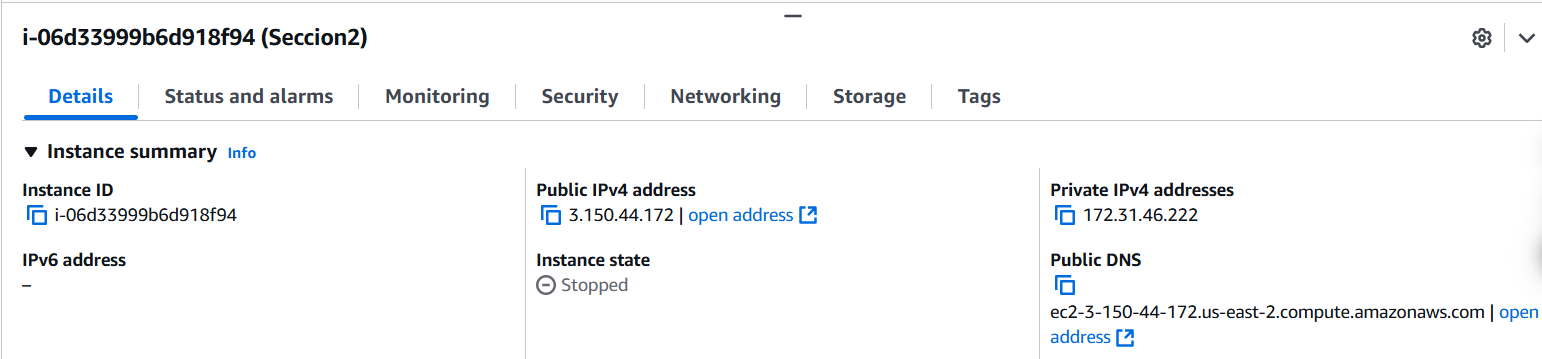 i-06d33999b6d918f94 (Seccion2)
Details
Status and alarms
Monitoring
Security
Networking
Storage
Tags
Instance summary Info
Instance ID
i-06d33999b6d918f94
Public IPv4 address
3.150.44.172 | open address
Private IPv4 addresses
172.31.46.222
IPv6 address
–
Instance state
Stopped
Public DNS
ec2-3-150-44-172.us-east-2.compute.amazonaws.com | open
address